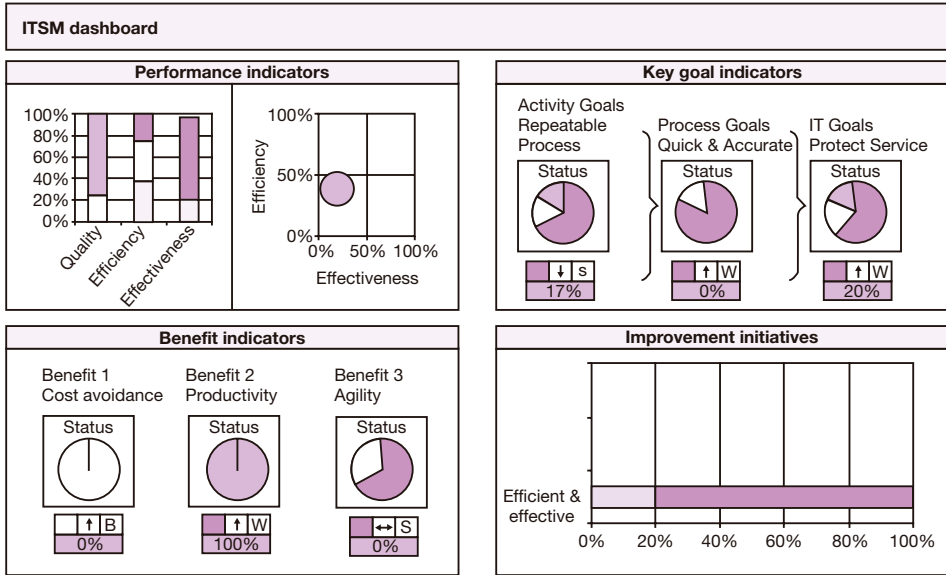 ITSM dashboard
Performance indicators
100%
80%
60%
40%
20%
0%
Quality
Efficiency
Effectiveness
Efficiency
100%
50%
0%
0% 50% 100%
Effectiveness
Key goal indicators
Activity Goals
Repeatable
Process
Status
s
17%
Process Goals
Quick & Accurate
Status
W
0%
IT Goals
Protect Service
Status
W
20%
Benefit indicators
Benefit 1
Cost avoidance
Status
B
0%
Benefit 2
Productivity
Status
W
100%
Benefit 3
Agility
Status
S
0%
Improvement initiatives
Efficient &
effective
0% 20% 40% 60% 80% 100%